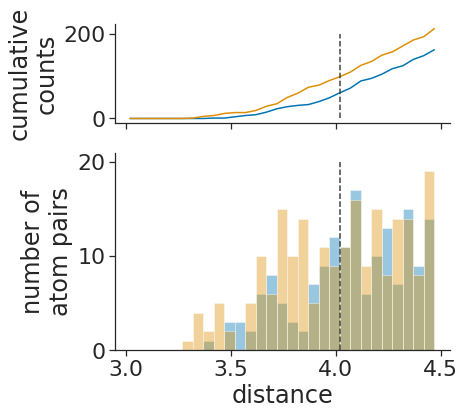 cumulative
counts
200
0
number of
atom pairs
20
10
0
3.0 3.5 4.0 4.5
distance